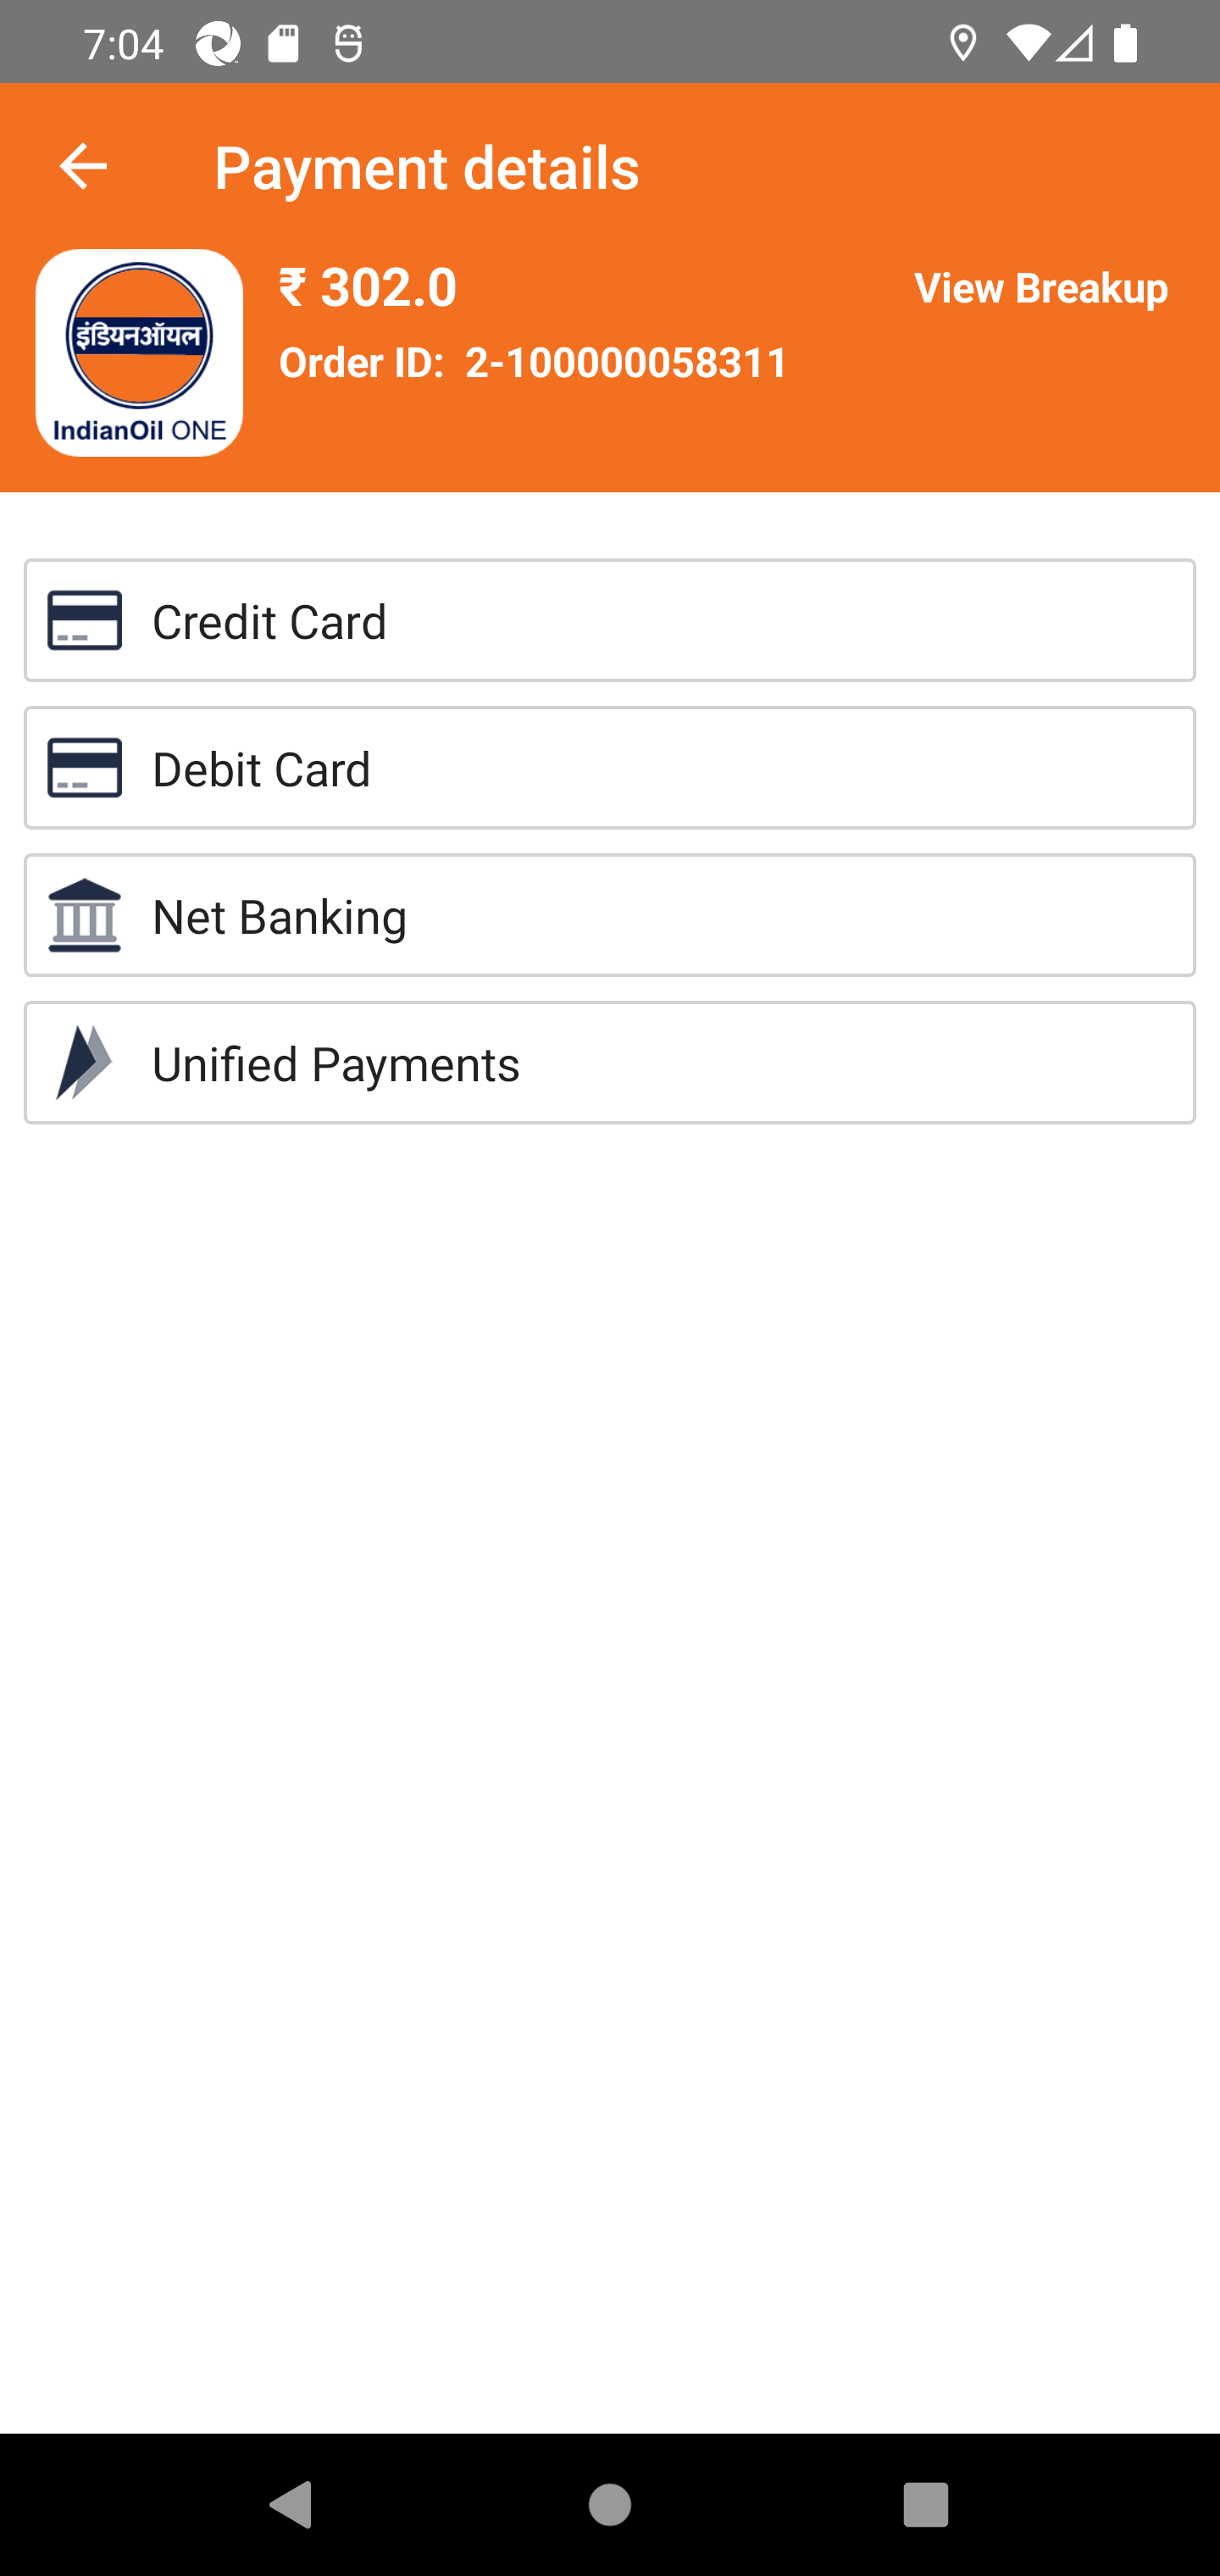 7:04
Payment details
₹ 302.0
View Breakup
Order ID: 2-100000058311
इंडियनऑयल
IndianOil ONE
Credit Card
Debit Card
Net Banking
Unified Payments